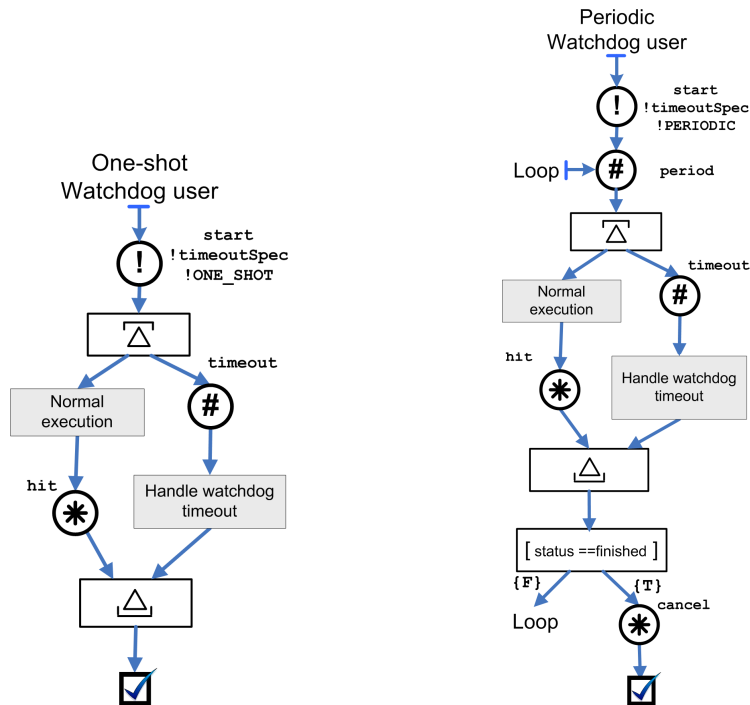 One-shot
Watchdog user
!
start
!timeoutSpec
!ONE_SHOT
timeout
Normal
execution
#
hit
Handle watchdog
timeout
Periodic
Watchdog user
!
start
!timeoutSpec
!PERIODIC
Loop
#
period
timeout
Normal
execution
#
hit
Handle watchdog
timeout
[ status ==finished ]
{F}
{T}
Loop
cancel